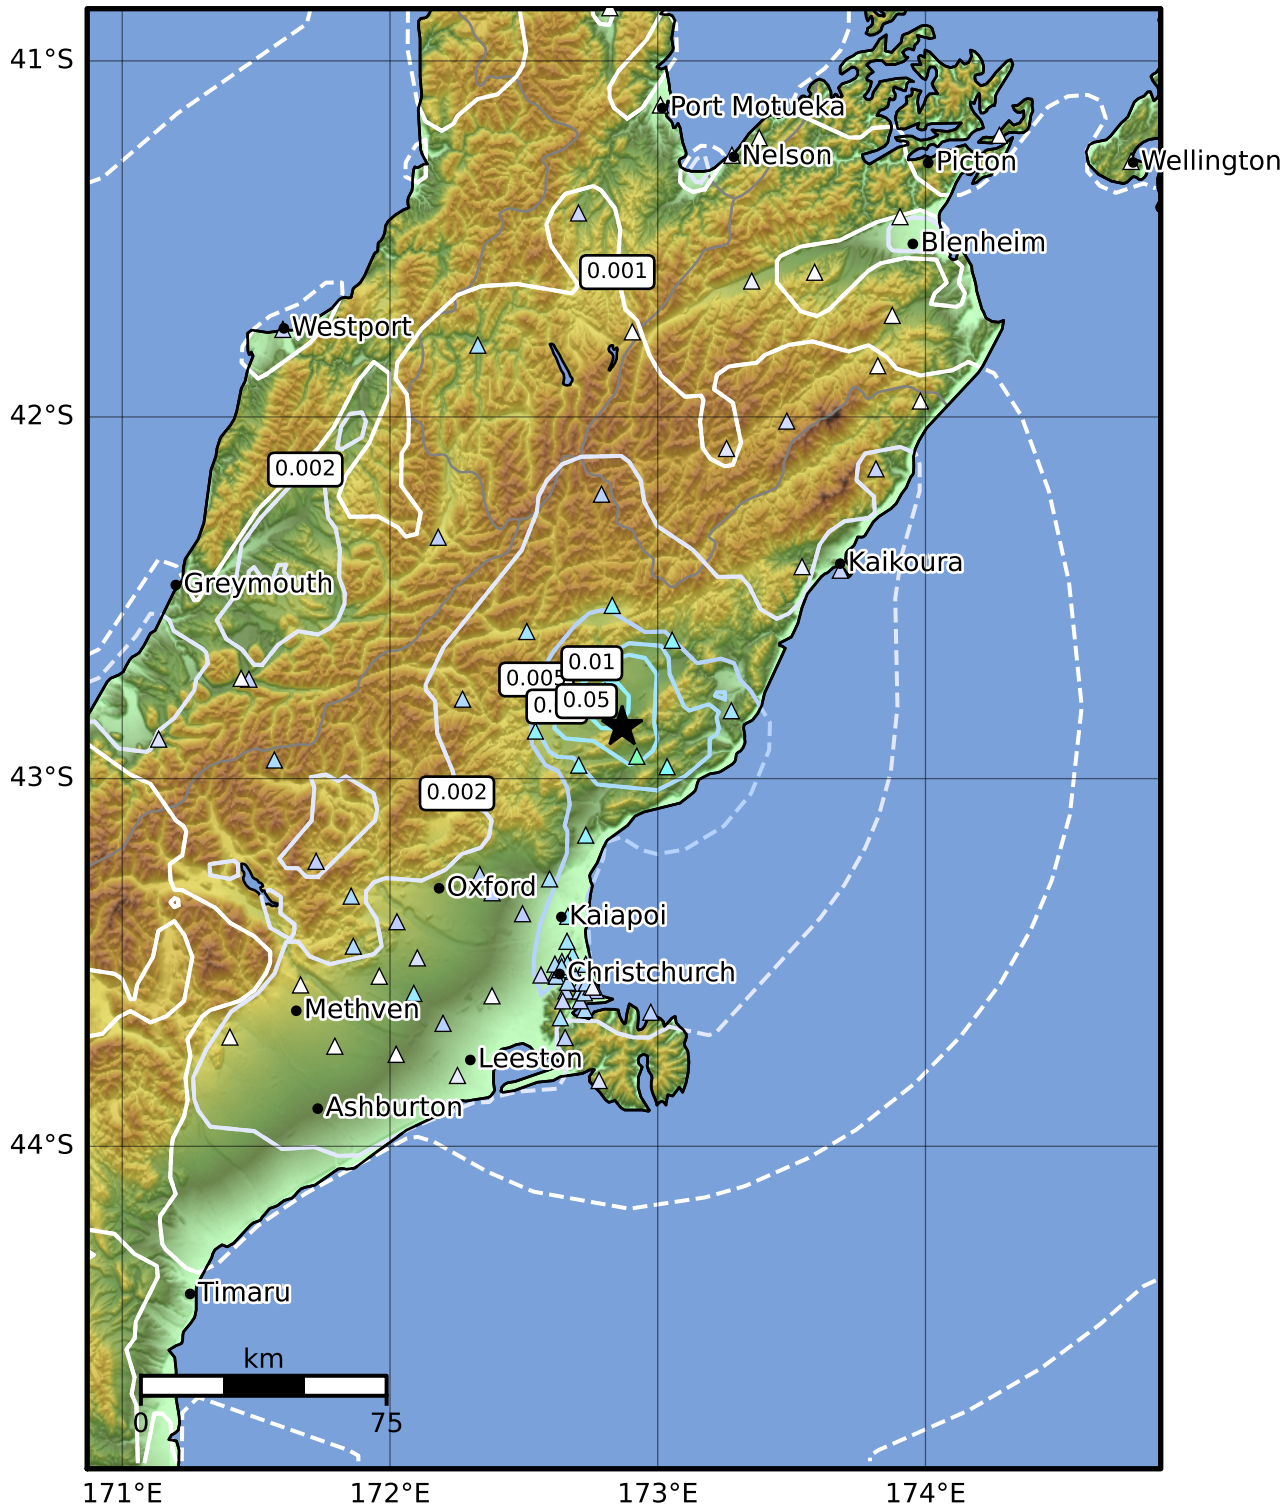 41°S
Port Motueka
Nelson
Picton
Wellington
Blenheim
0.001
Westport
42°S
0.002
Kaikoura
Greymouth
0.01
0.005
0.05
43°S
0.002
Oxford
Kaiapoi
Christchurch
Methven
Leeston
Ashburton
44°S
Timaru
km
0 75
171°E 172°E 173°E 174°E